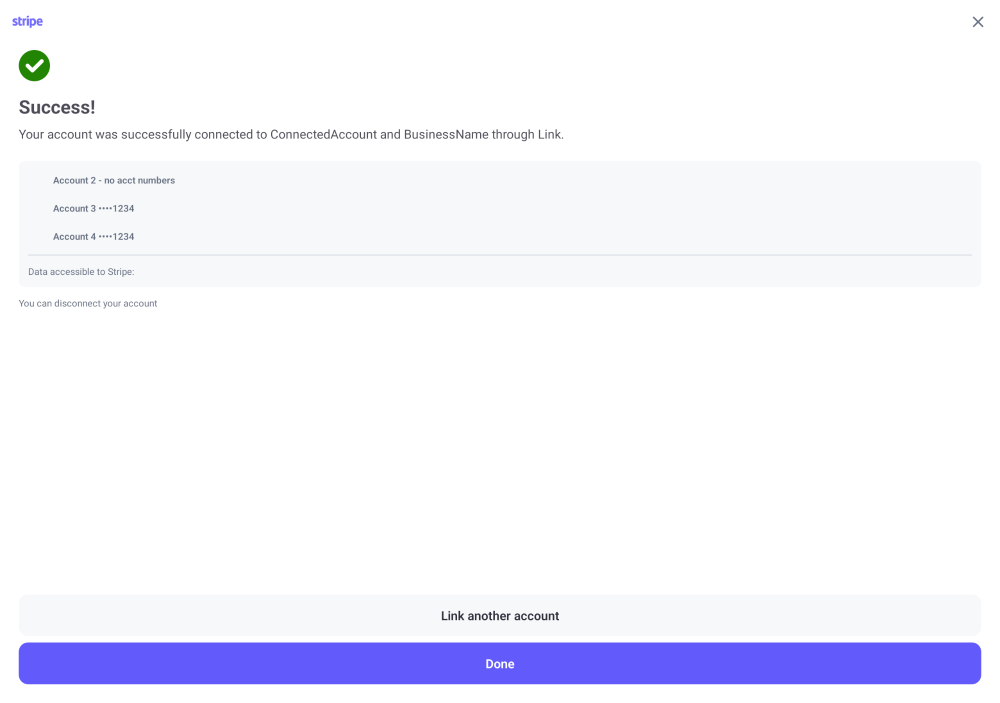 stripe
Success!
Your account was successfully connected to ConnectedAccount and BusinessName through Link.
Account 2 - no acct numbers
Account 3 ••••1234
Account 4 ••••1234
Data accessible to Stripe:
You can disconnect your account
Link another account
Done